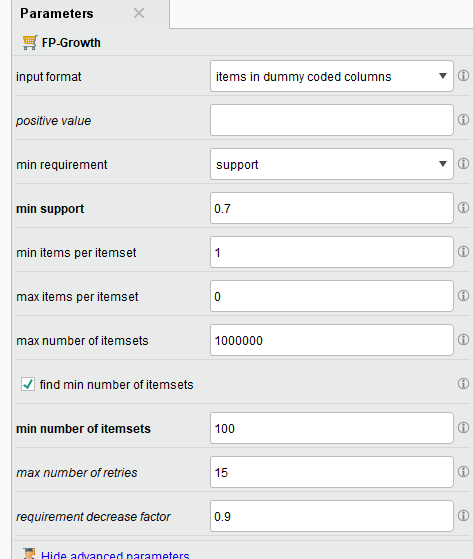 Parameters
FP-Growth
input format
items in dummy coded columns
positive value
min requirement
support
min support
0.7
min items per itemset
1
max items per itemset
0
max number of itemsets
1000000
find min number of itemsets
min number of itemsets
100
max number of retries
15
requirement decrease factor
0.9
Hide advanced parameters